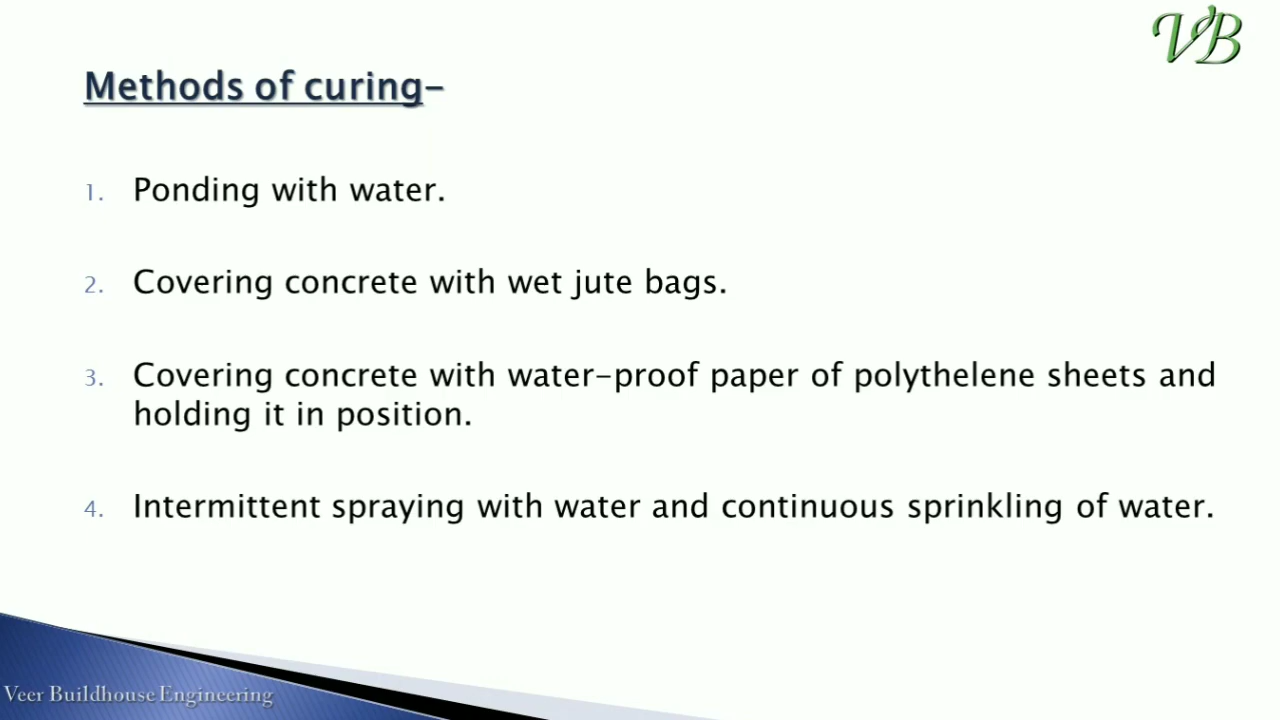 VB
Methods of curing-
1. Ponding with water.
2. Covering concrete with wet jute bags.
3. Covering concrete with water-proof paper of polythelene sheets and
holding it in position.
4. Intermittent spraying with water and continuous sprinkling of water.
Veer Buildhouse Engineering